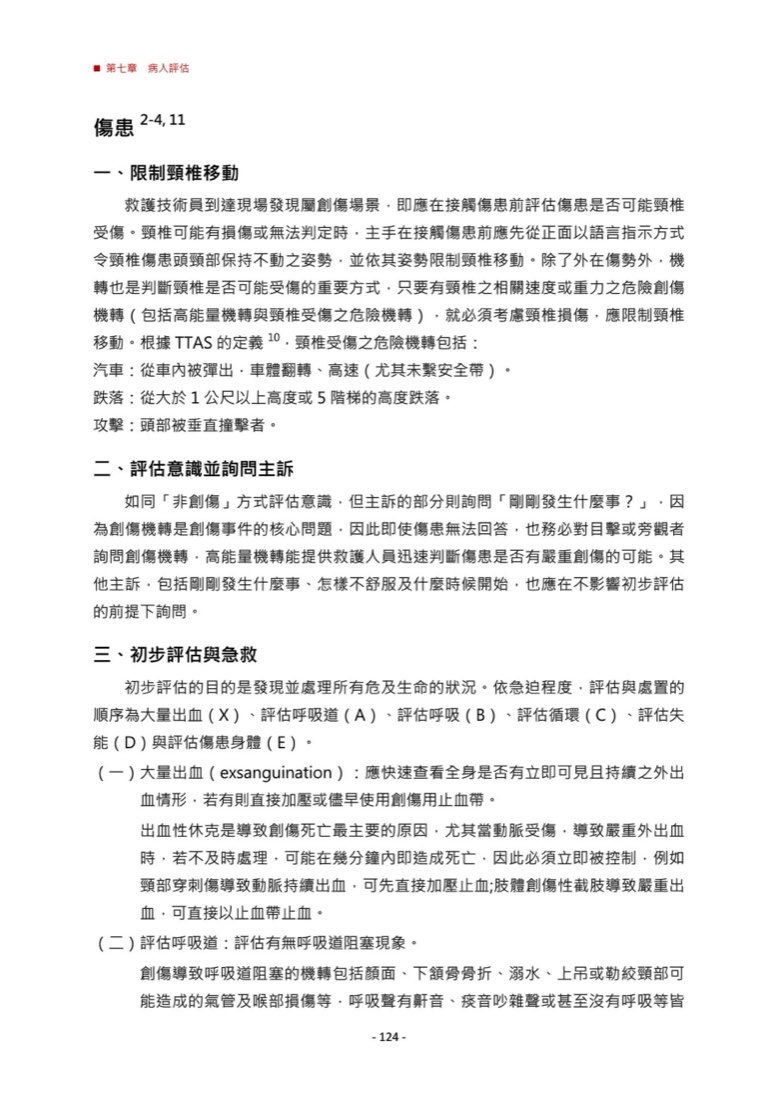 ■ 第七章　病人評估
傷患 2-4, 11
一、限制頸椎移動
救護技術員到達現場發現屬創傷場景，即應在接觸傷患前評估傷患是否可能頸椎
受傷。頸椎可能有損傷或無法判定時，主手在接觸傷患前應先從正面以語言指示方式
令頸椎傷患頭頸部保持不動之姿勢，並依其姿勢限制頸椎移動。除了外在傷勢外，機
轉也是判斷頸椎是否可能受傷的重要方式，只要有頸椎之相關速度或重力之危險創傷
機轉（包括高能量機轉與頸椎受傷之危險機轉），就必須考慮頸椎損傷，應限制頸椎
移動。根據 TTAS 的定義 10，頸椎受傷之危險機轉包括：
汽車：從車內被彈出，車體翻轉、高速（尤其未繫安全帶）。
跌落：從大於 1 公尺以上高度或 5 階梯的高度跌落。
攻擊：頭部被垂直撞擊者。
二、評估意識並詢問主訴
如同「非創傷」方式評估意識，但主訴的部分則詢問「剛剛發生什麼事？」，因
為創傷機轉是創傷事件的核心問題，因此即使傷患無法回答，也務必對目擊或旁觀者
詢問創傷機轉，高能量機轉能提供救護人員迅速判斷傷患是否有嚴重創傷的可能。其
他主訴，包括剛剛發生什麼事、怎樣不舒服及什麼時候開始，也應在不影響初步評估
的前提下詢問。
三、初步評估與急救
初步評估的目的是發現並處理所有危及生命的狀況。依急迫程度，評估與處置的
順序為大量出血（X）、評估呼吸道（A）、評估呼吸（B）、評估循環（C）、評估失
能（D）與評估傷患身體（E）。
（一）大量出血（exsanguination）：應快速查看全身是否有立即可見且持續之外出
血情形，若有則直接加壓或儘早使用創傷用止血帶。
出血性休克是導致創傷死亡最主要的原因，尤其當動脈受傷，導致嚴重外出血
時，若不及時處理，可能在幾分鐘內即造成死亡，因此必須立即被控制，例如
頸部穿刺傷導致動脈持續出血，可先直接加壓止血;肢體創傷性截肢導致嚴重出
血，可直接以止血帶止血。
（二）評估呼吸道：評估有無呼吸道阻塞現象。
創傷導致呼吸道阻塞的機轉包括顏面、下頷骨骨折、溺水、上吊或勒絞頸部可
能造成的氣管及喉部損傷等，呼吸聲有鼾音、痰音吵雜聲或甚至沒有呼吸等皆
- 124 -